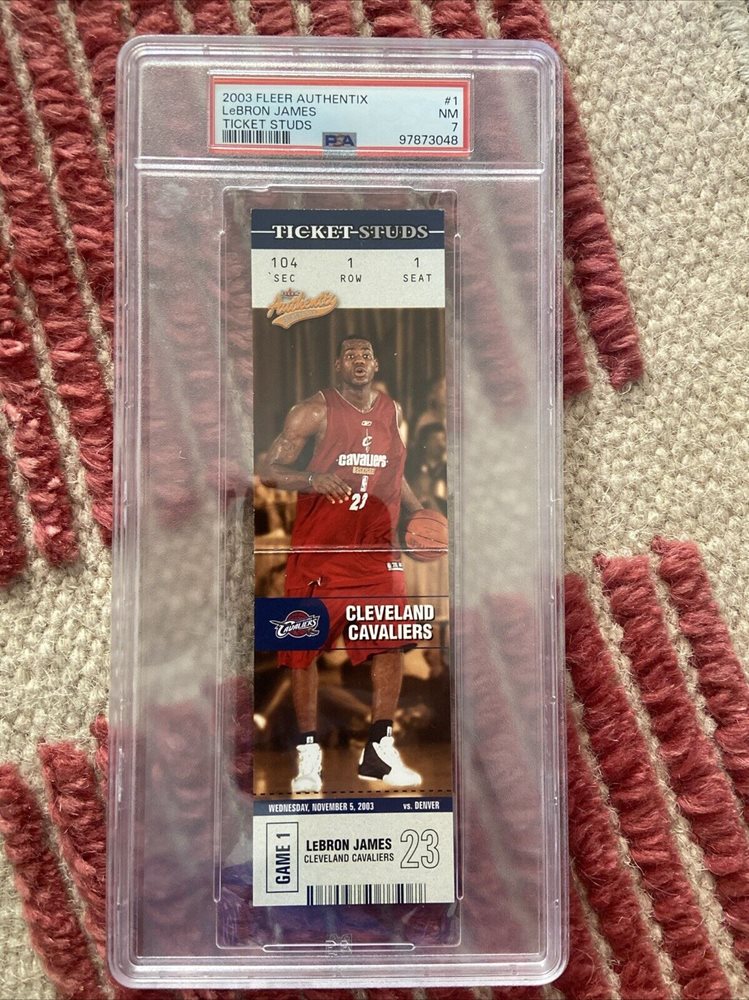 2003 FLEER AUTHENTIX #1
LeBRON JAMES NM
TICKET STUDS 7
PSA 97873048
TICKET STUDS
104 1 1
SEC ROW SEAT
FLEER
Authentix
C
CAVALIERS
BASKETBALL
23
CAVALIERS
CLEVELAND
CAVALIERS
WEDNESDAY, NOVEMBER 5, 2003 vs. DENVER
GAME 1
LeBRON JAMES 23
CLEVELAND CAVALIERS